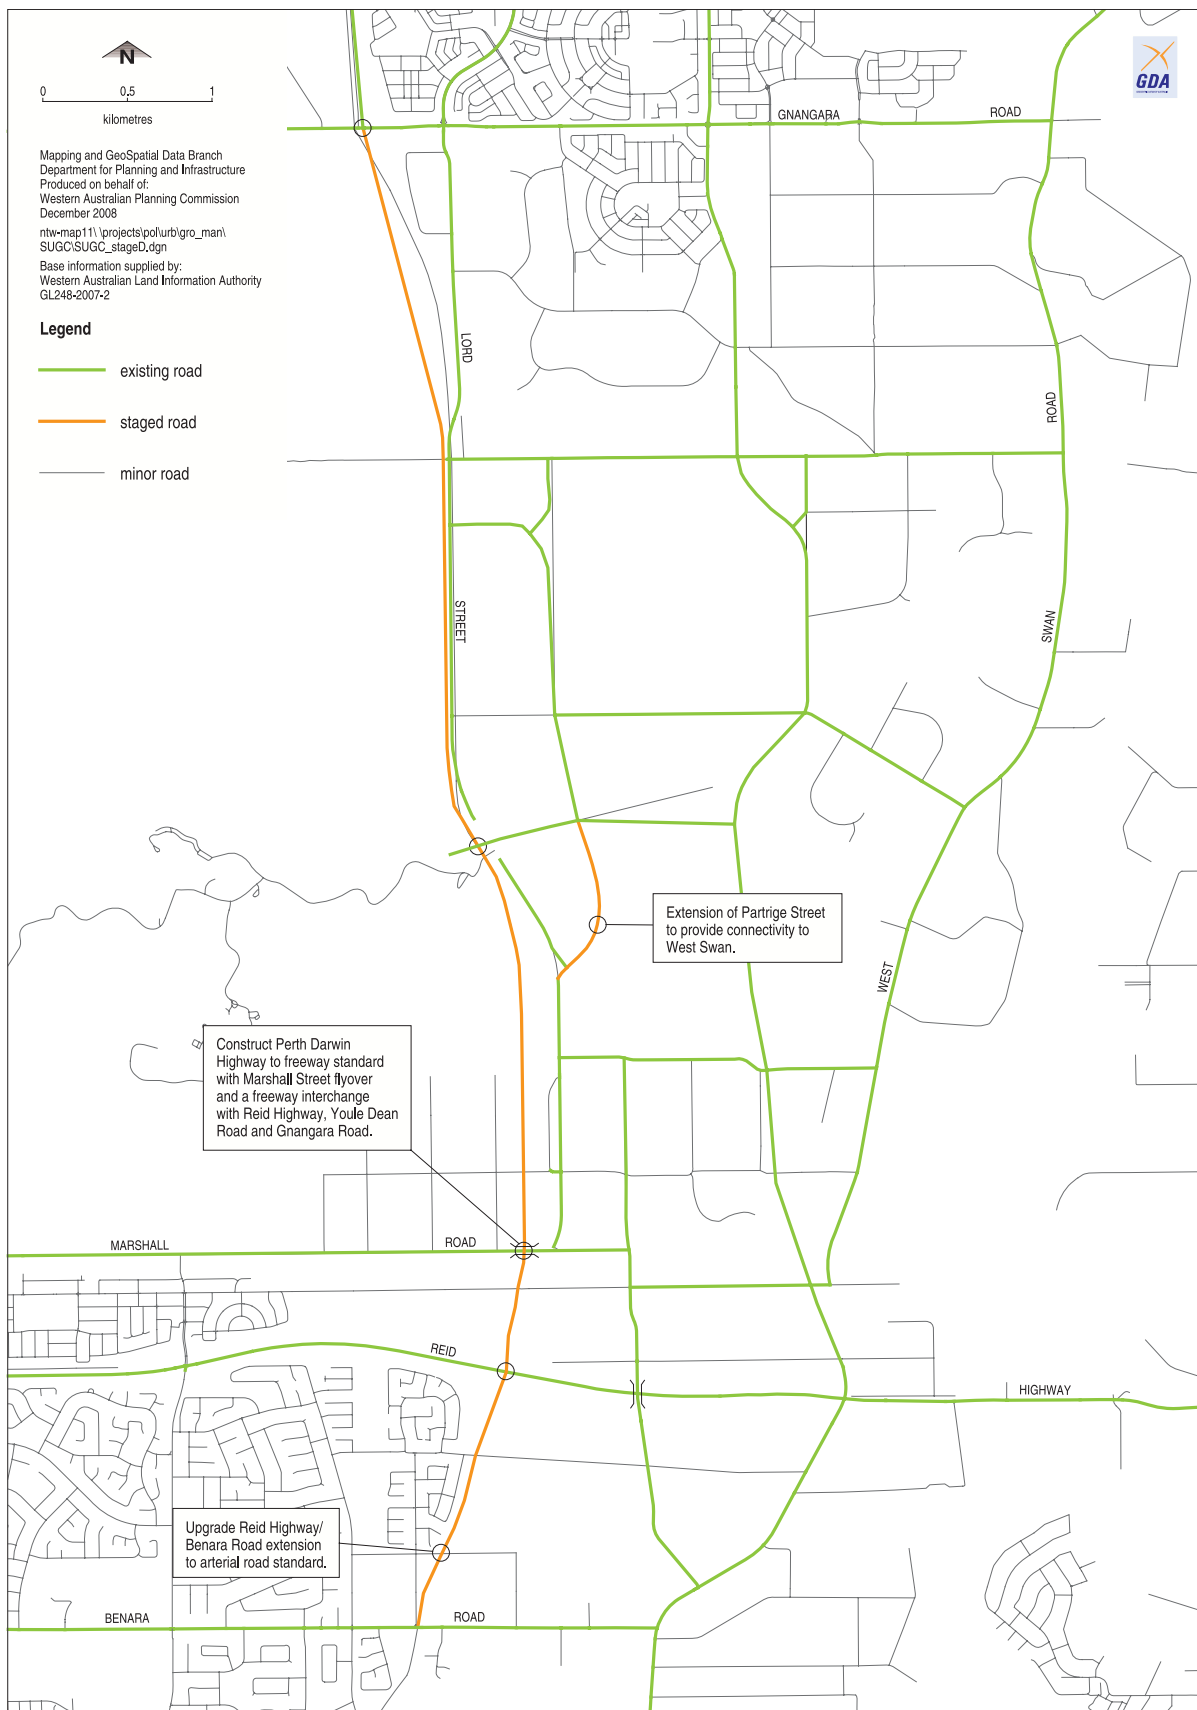 N
0 0.5 1
kilometres
Mapping and GeoSpatial Data Branch
Department for Planning and Infrastructure
Produced on behalf of:
Western Australian Planning Commission
December 2008
ntw-map11\ \projects\pol\urb\gro_man\
SUGC\SUGC_stageD.dgn
Base information supplied by:
Western Australian Land Information Authority
GL248-2007-2
Legend
existing road
staged road
minor road
GDA
GNANGARA ROAD
LORD
STREET
ROAD
SWAN
WEST
Extension of Partrige Street
to provide connectivity to
West Swan.
Construct Perth Darwin
Highway to freeway standard
with Marshall Street flyover
and a freeway interchange
with Reid Highway, Youle Dean
Road and Gnangara Road.
MARSHALL ROAD
REID
HIGHWAY
Upgrade Reid Highway/
Benara Road extension
to arterial road standard.
BENARA ROAD